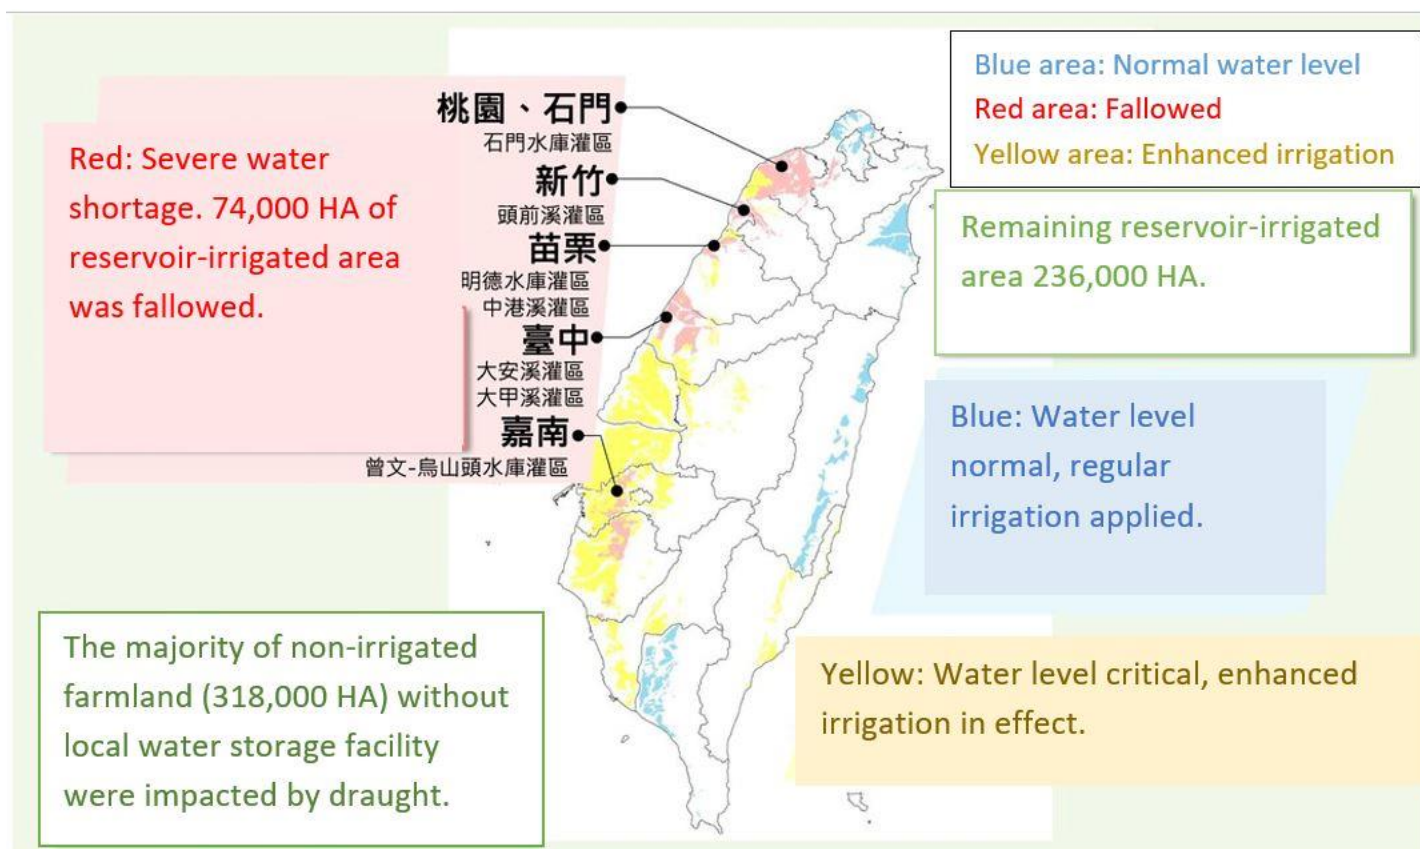 桃園、石門
石門水庫灌區
新竹
頭前溪灌區
苗栗
明德水庫灌區
中港溪灌區
臺中
大安溪灌區
大甲溪灌區
嘉南
曾文-烏山頭水庫灌區
Red: Severe water
shortage. 74,000 HA of
reservoir-irrigated area
was fallowed.
Blue area: Normal water level
Red area: Fallowed
Yellow area: Enhanced irrigation
Remaining reservoir-irrigated
area 236,000 HA.
Blue: Water level
normal, regular
irrigation applied.
Yellow: Water level critical, enhanced
irrigation in effect.
The majority of non-irrigated
farmland (318,000 HA) without
local water storage facility
were impacted by draught.